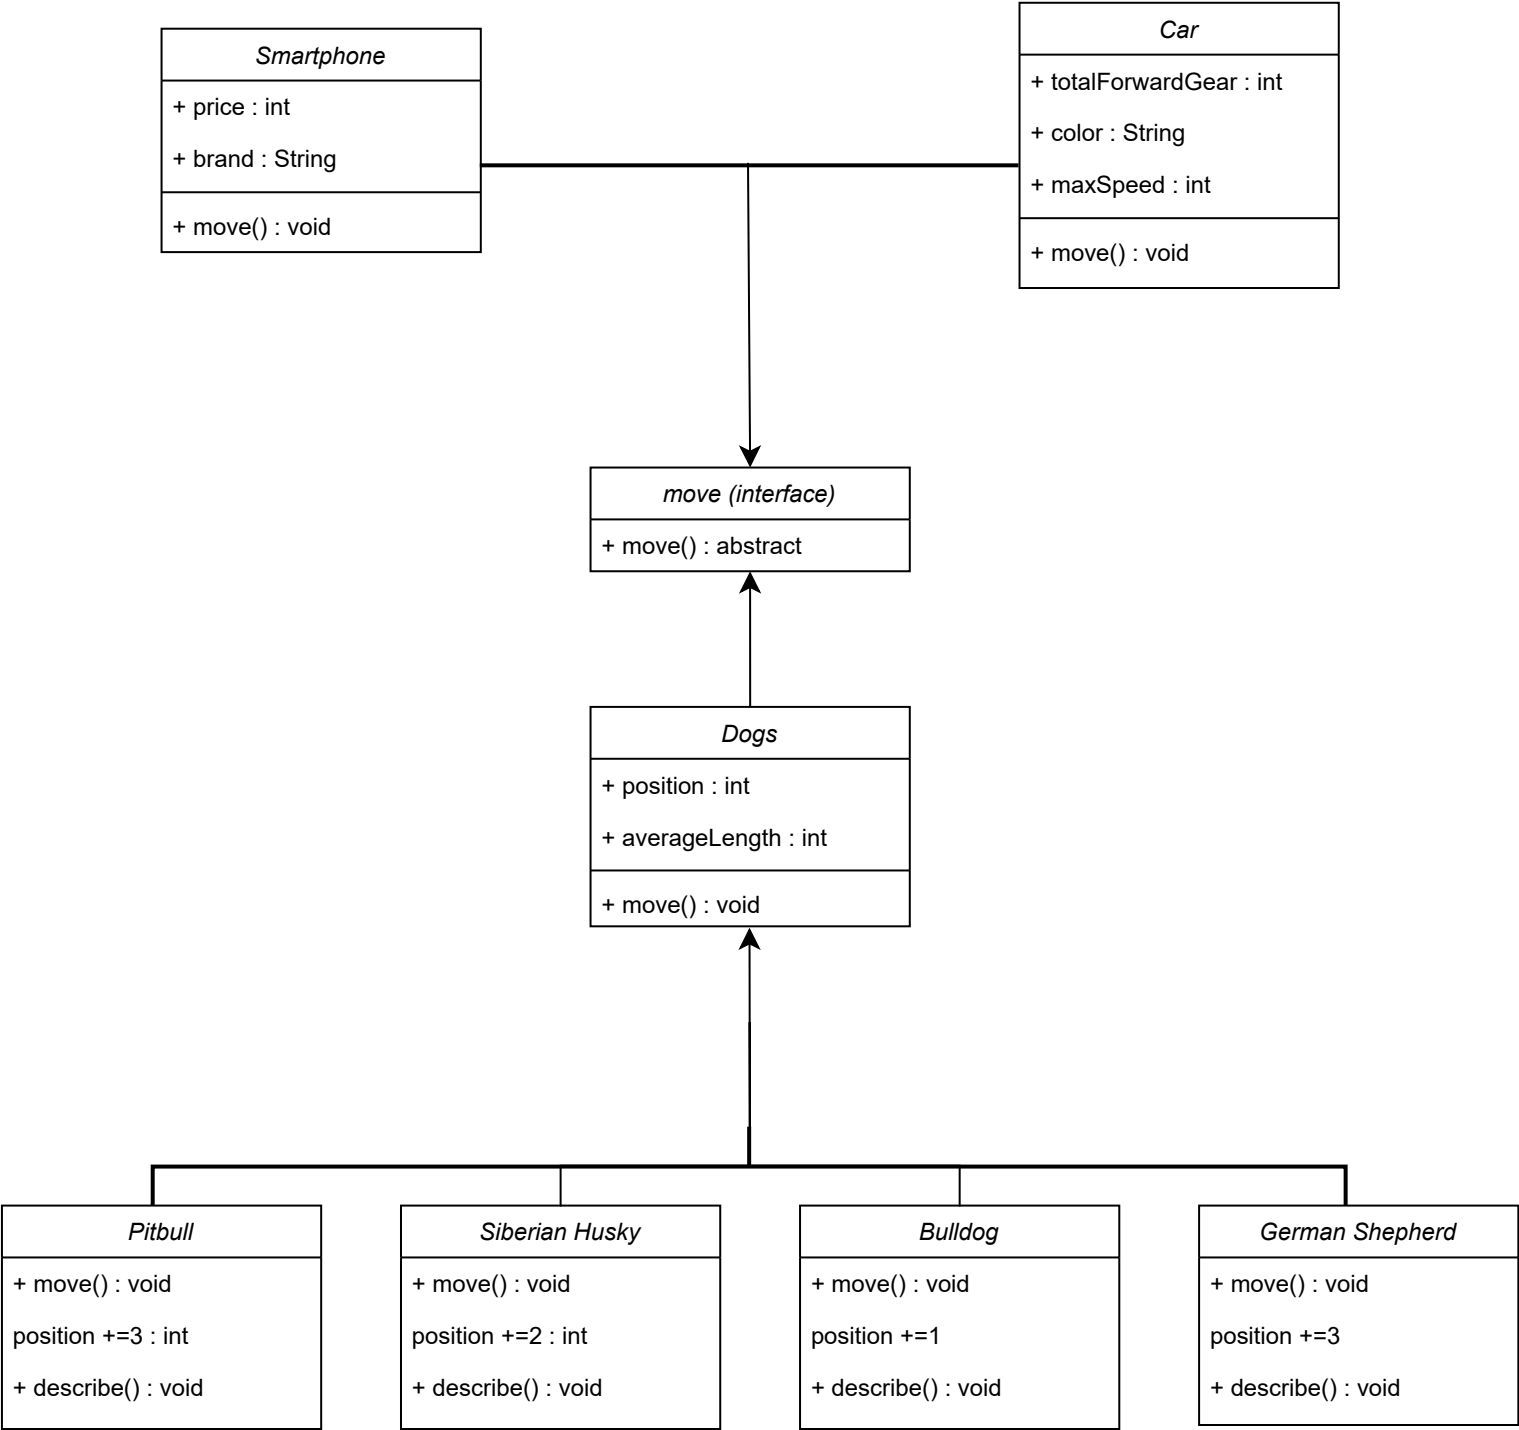 Smartphone
+ price : int
+ brand : String
+ move() : void
Car
+ totalForwardGear : int
+ color : String
+ maxSpeed : int
+ move() : void
move (interface)
+ move() : abstract
Dogs
+ position : int
+ averageLength : int
+ move() : void
Pitbull
+ move() : void
position +=3 : int
+ describe() : void
Siberian Husky
+ move() : void
position +=2 : int
+ describe() : void
Bulldog
+ move() : void
position +=1
+ describe() : void
German Shepherd
+ move() : void
position +=3
+ describe() : void